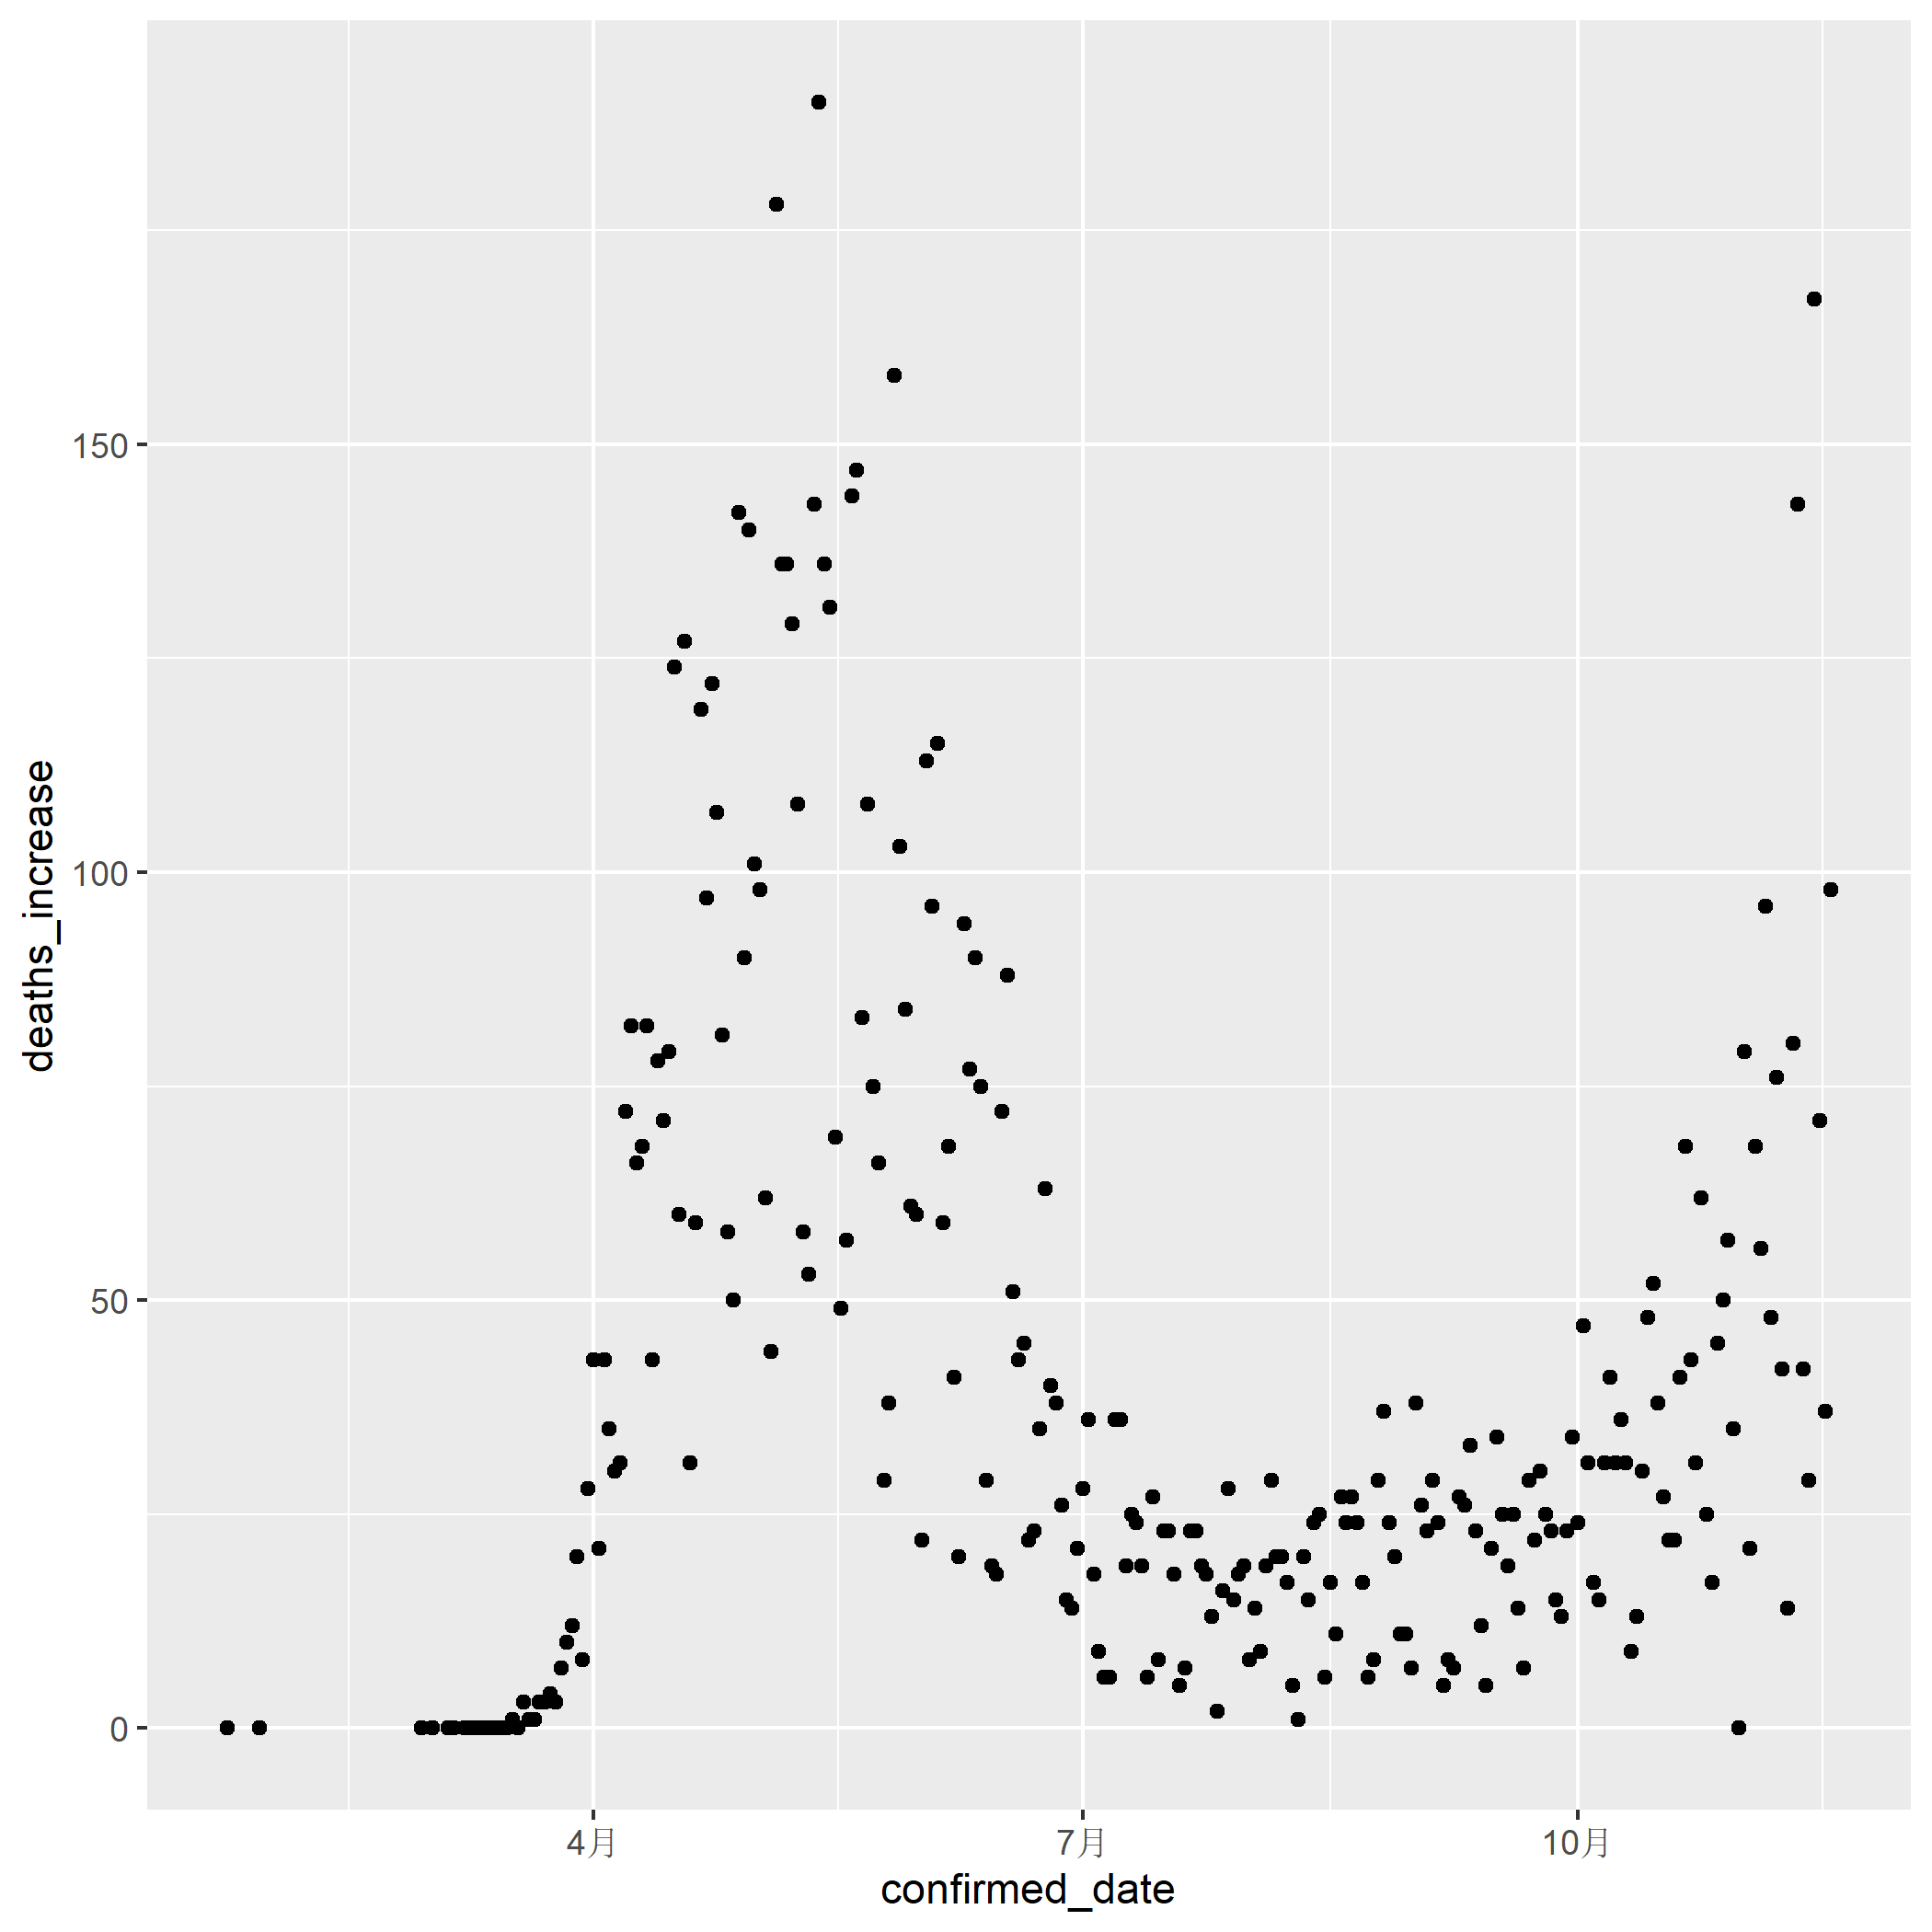 150
100
50
0
deaths_increase
4月
7月
10月
confirmed_date